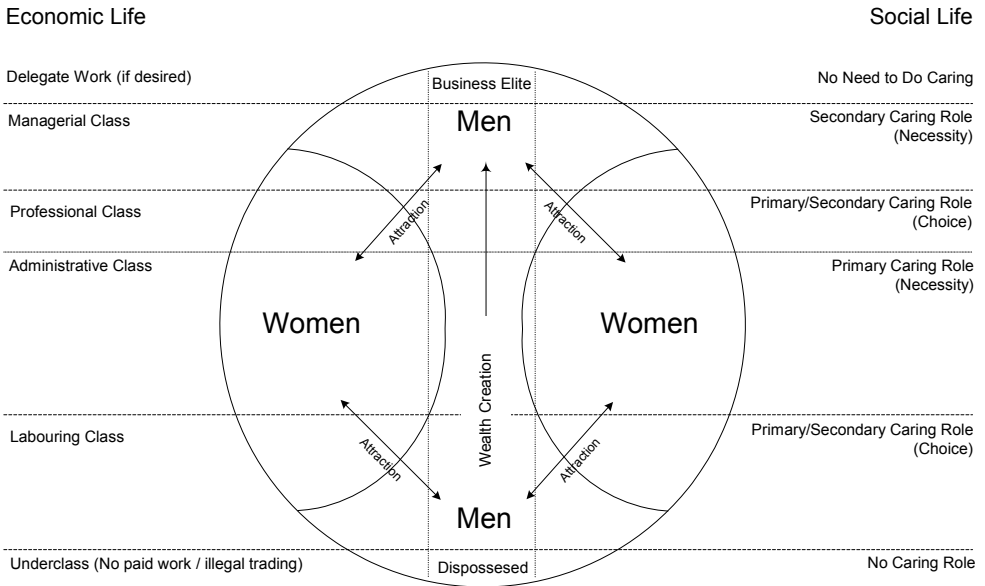 Economic Life
Social Life
Delegate Work (if desired)
Business Elite
No Need to Do Caring
Managerial Class
Men
Secondary Caring Role
(Necessity)
Professional Class
Attraction
Attraction
Primary/Secondary Caring Role
(Choice)
Administrative Class
Primary Caring Role
(Necessity)
Women
Women
Wealth Creation
Labouring Class
Attraction
Attraction
Primary/Secondary Caring Role
(Choice)
Men
Underclass (No paid work / illegal trading)
Dispossesed
No Caring Role